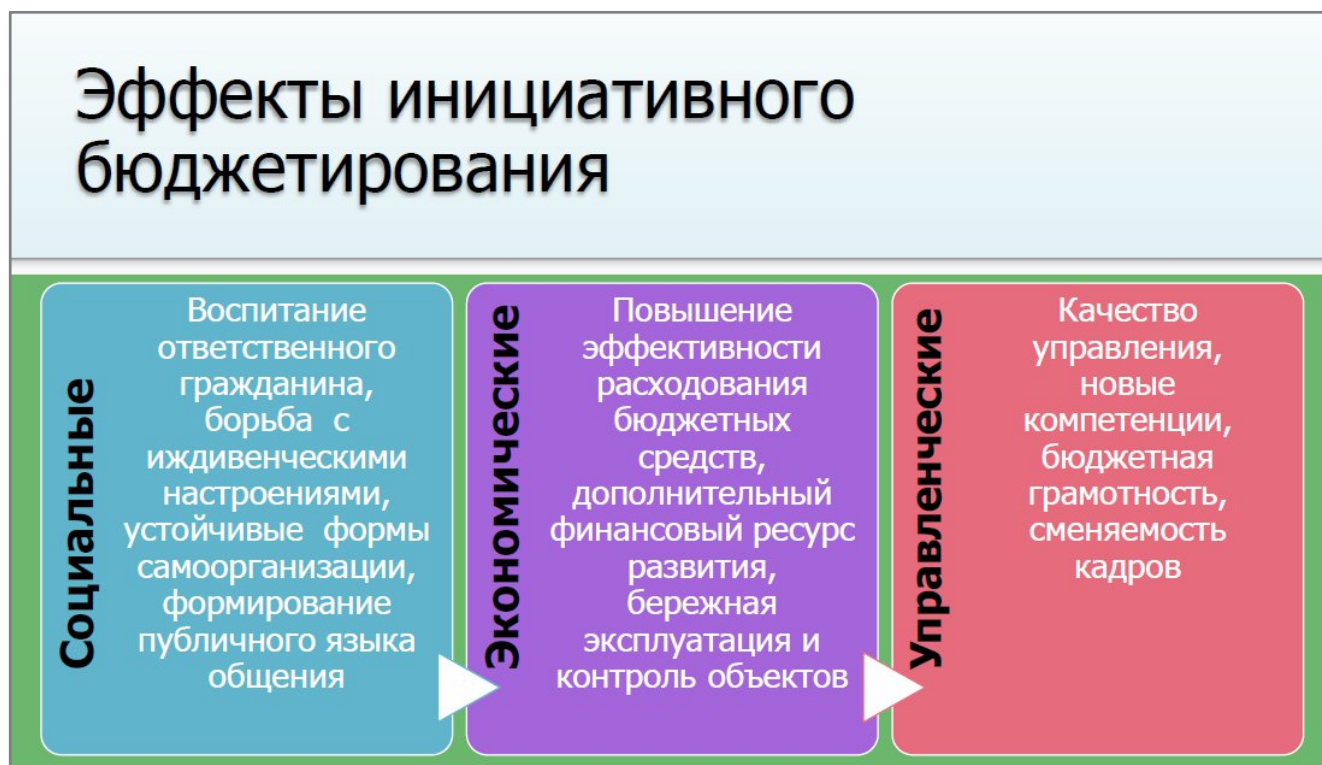 Эффекты инициативного
бюджетирования
Социальные
Воспитание
ответственного
гражданина,
борьба с
иждивенческими
настроениями,
устойчивые формы
самоорганизации,
формирование
публичного языка
общения
Экономические
Повышение
эффективности
расходования
бюджетных
средств,
дополнительный
финансовый ресурс
развития,
бережная
эксплуатация и
контроль объектов
Управленческие
Качество
управления,
новые
компетенции,
бюджетная
грамотность,
сменяемость
кадров